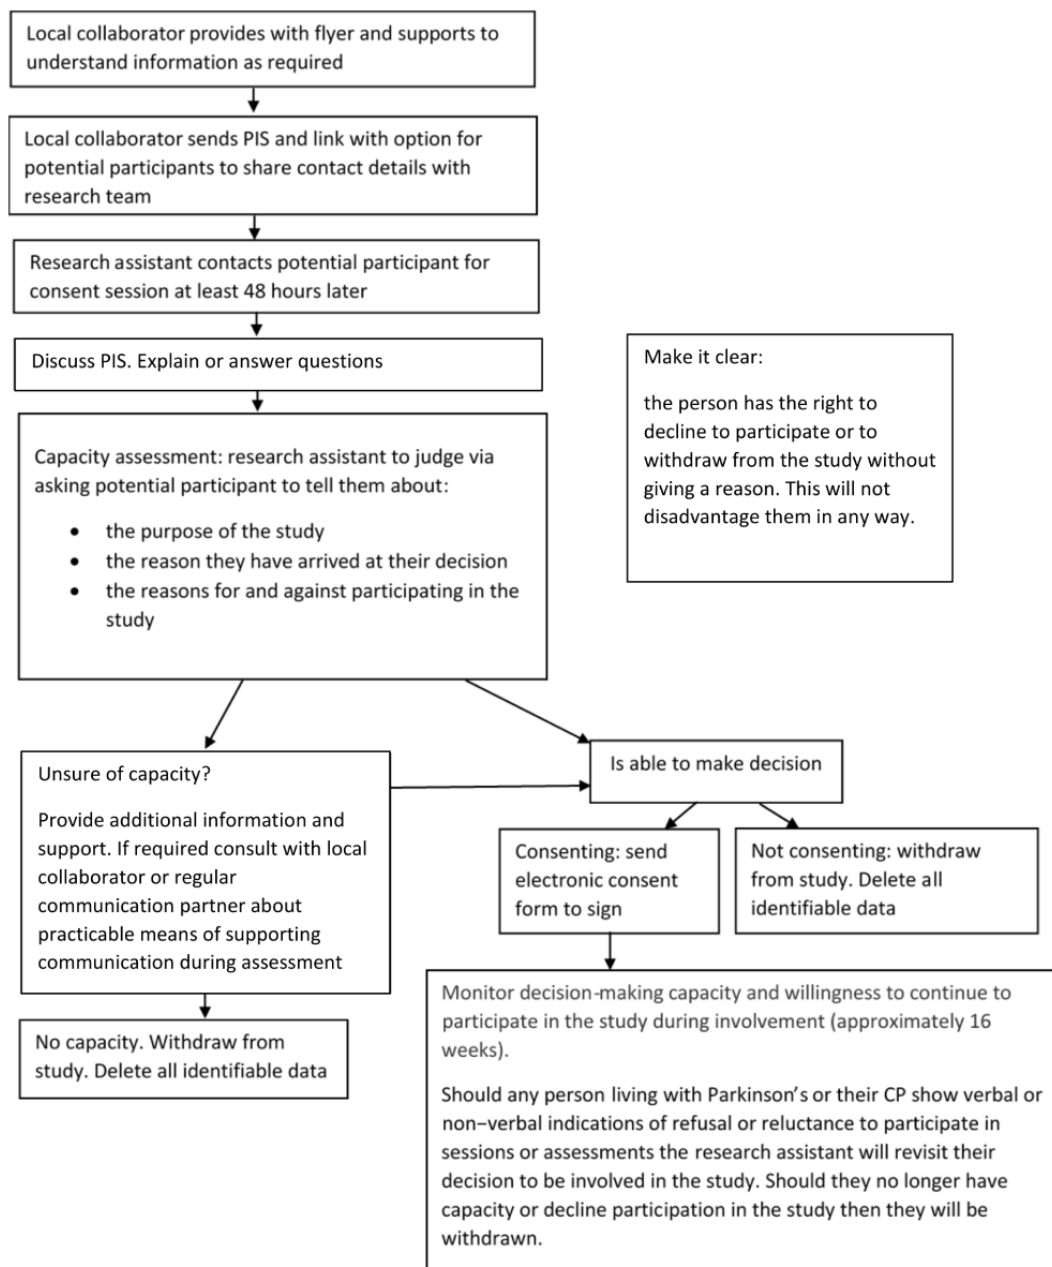 Local collaborator provides with flyer and supports to
understand information as required
Local collaborator sends PIS and link with option for
potential participants to share contact details with
research team
Research assistant contacts potential participant for
consent session at least 48 hours later
Discuss PIS. Explain or answer questions
Make it clear:
the person has the right to
decline to participate or to
withdraw from the study without
giving a reason. This will not
disadvantage them in any way.
Capacity assessment: research assistant to judge via
asking potential participant to tell them about:
• the purpose of the study
• the reason they have arrived at their decision
• the reasons for and against participating in the
study
Unsure of capacity?
Provide additional information and
support. If required consult with local
collaborator or regular
communication partner about
practicable means of supporting
communication during assessment
Is able to make decision
Consenting: send
electronic consent
form to sign
Not consenting: withdraw
from study. Delete all
identifiable data
No capacity. Withdraw from
study. Delete all identifiable data
Monitor decision-making capacity and willingness to continue to
participate in the study during involvement (approximately 16
weeks).
Should any person living with Parkinson's or their CP show verbal or
non–verbal indications of refusal or reluctance to participate in
sessions or assessments the research assistant will revisit their
decision to be involved in the study. Should they no longer have
capacity or decline participation in the study then they will be
withdrawn.